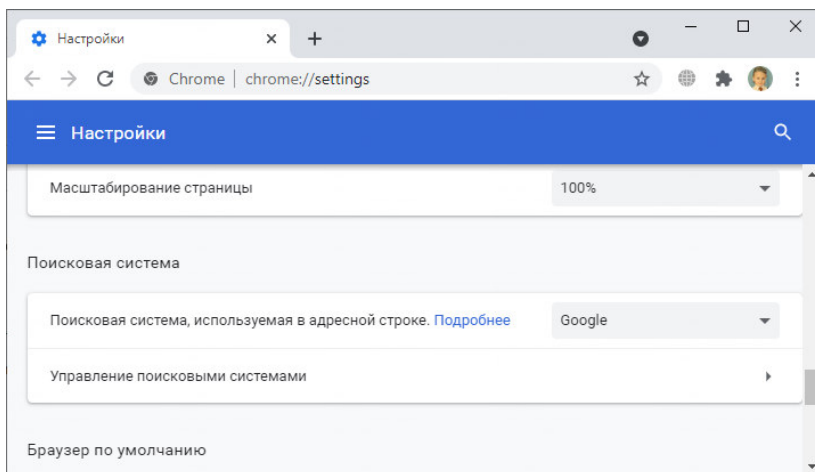 Настройки
Chrome | chrome://settings
Настройки
Масштабирование страницы 100%
Поисковая система
Поисковая система, используемая в адресной строке. Подробнее Google
Управление поисковыми системами
Браузер по умолчанию